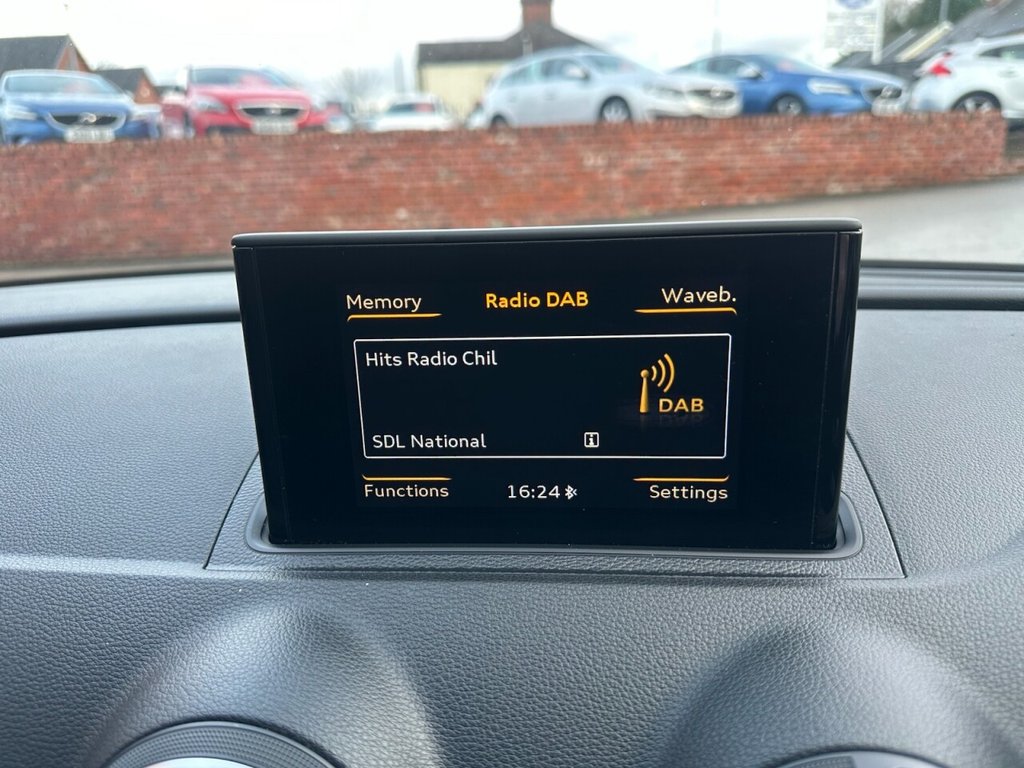 Memory Radio DAB Waveb.
Hits Radio Chil
DAB
SDL National i
Functions 16:24 Settings